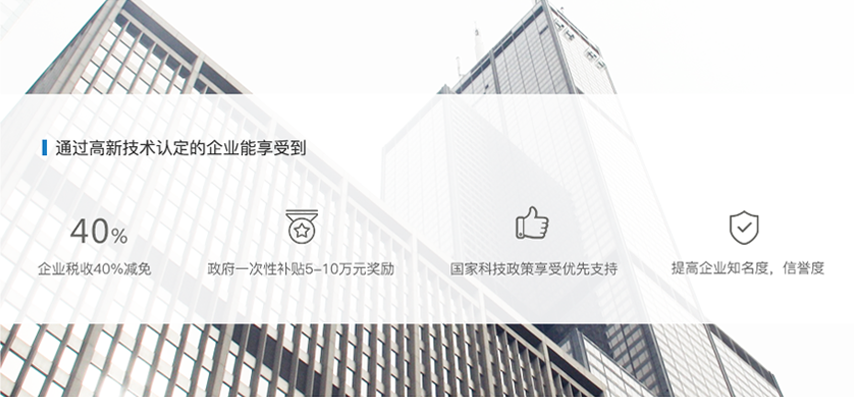 通过高新技术认定的企业能享受到
40%
企业税收40%减免
政府一次性补贴5-10万元奖励
国家科技政策享受优先支持
提高企业知名度，信誉度